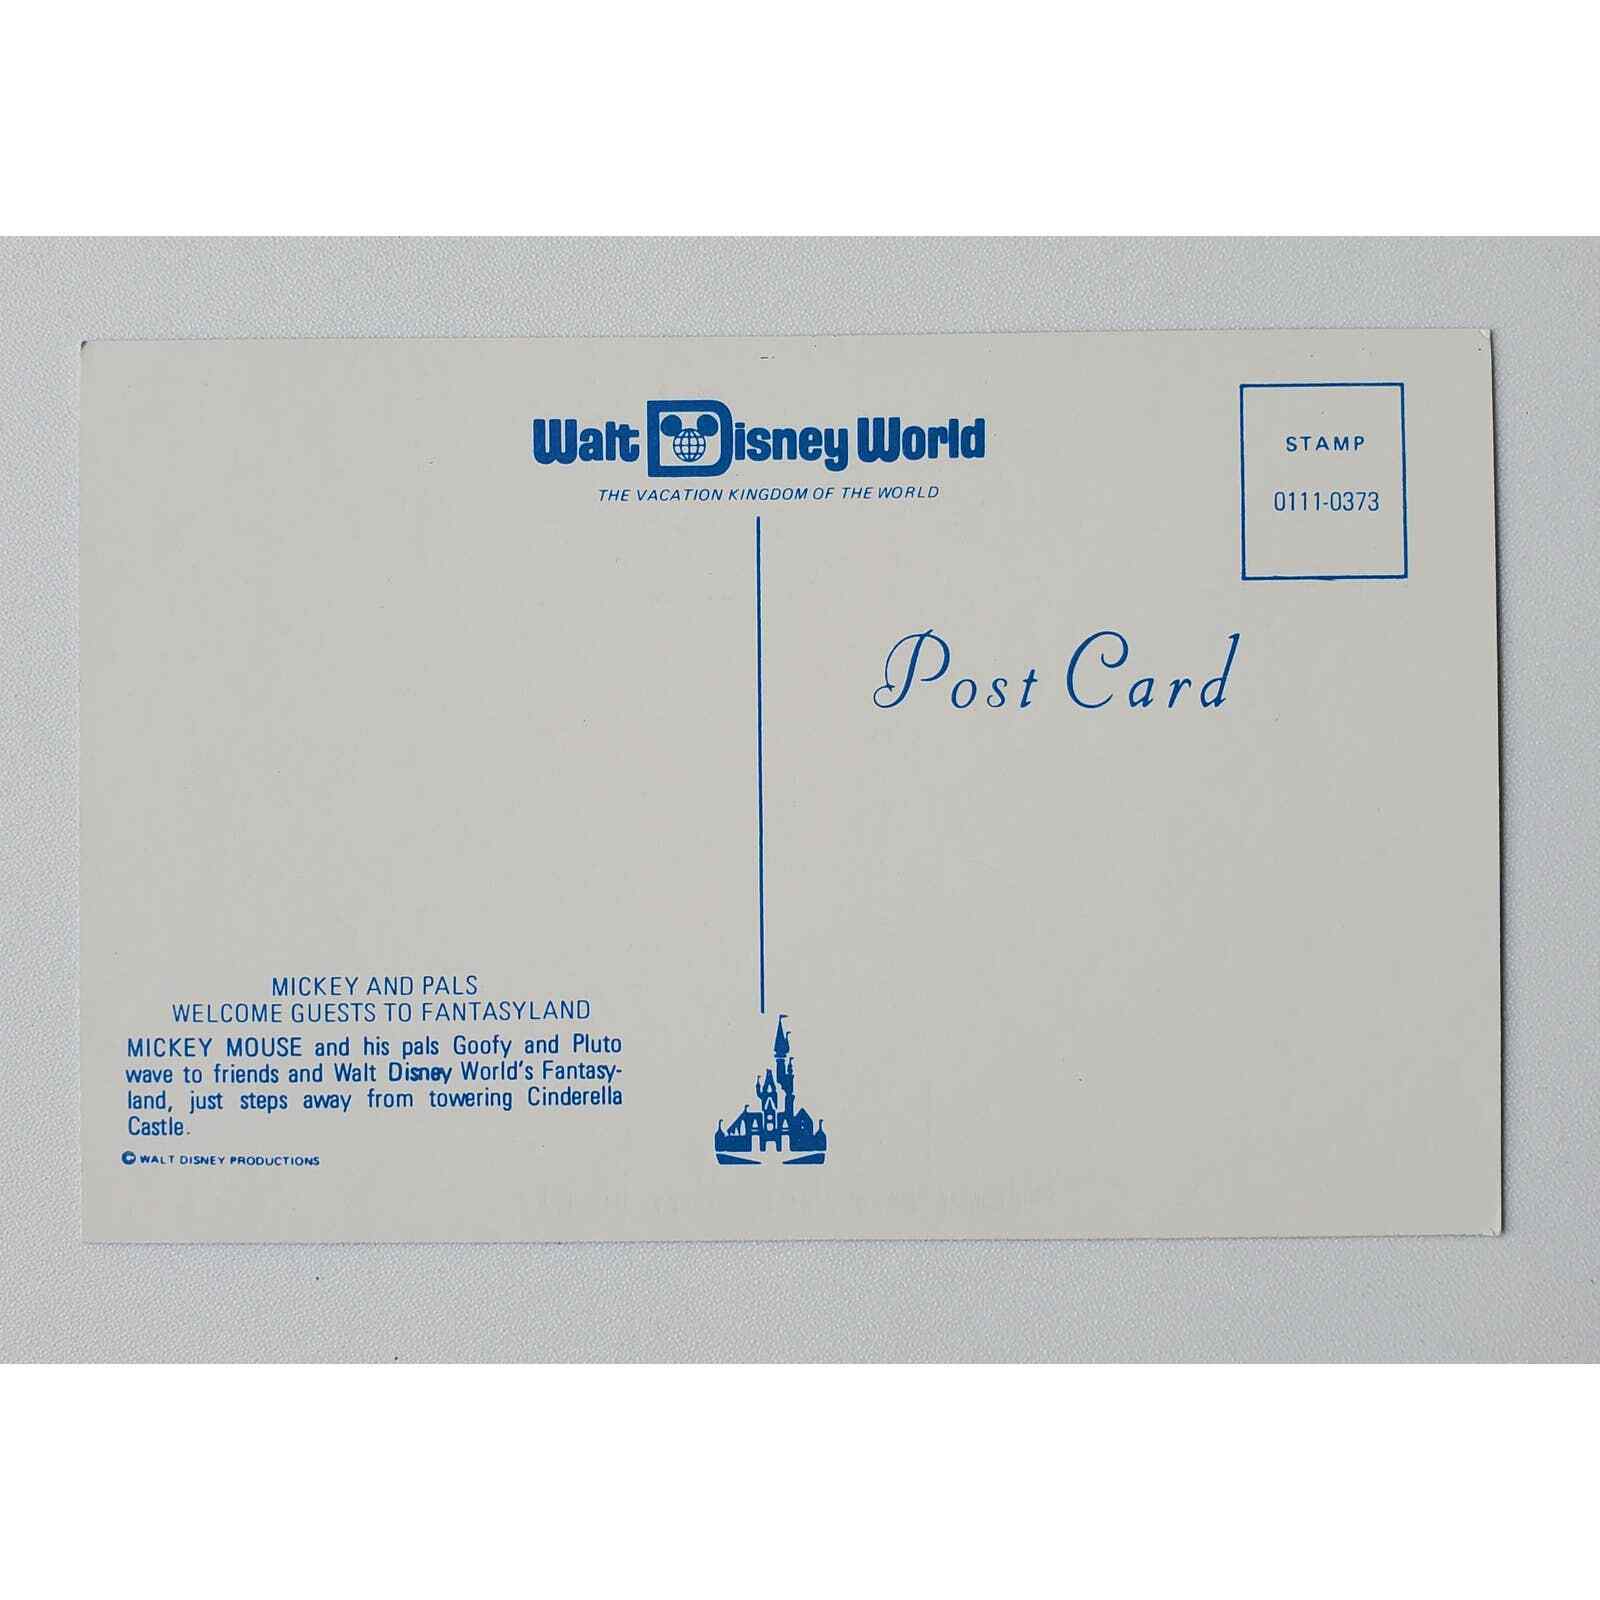 Walt Disney World
THE VACATION KINGDOM OF THE WORLD
STAMP
0111-0373
Post Card
MICKEY AND PALS
WELCOME GUESTS TO FANTASYLAND
MICKEY MOUSE and his pals Goofy and Pluto
wave to friends and Walt Disney World's Fantasy-
land, just steps away from towering Cinderella
Castle.
© WALT DISNEY PRODUCTIONS